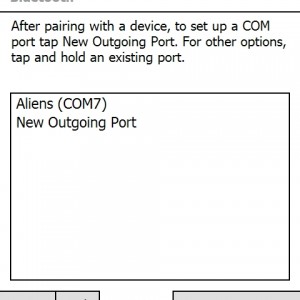 After pairing with a device, to set up a COM
port tap New Outgoing Port. For other options,
tap and hold an existing port.
Aliens (COM7)
New Outgoing Port